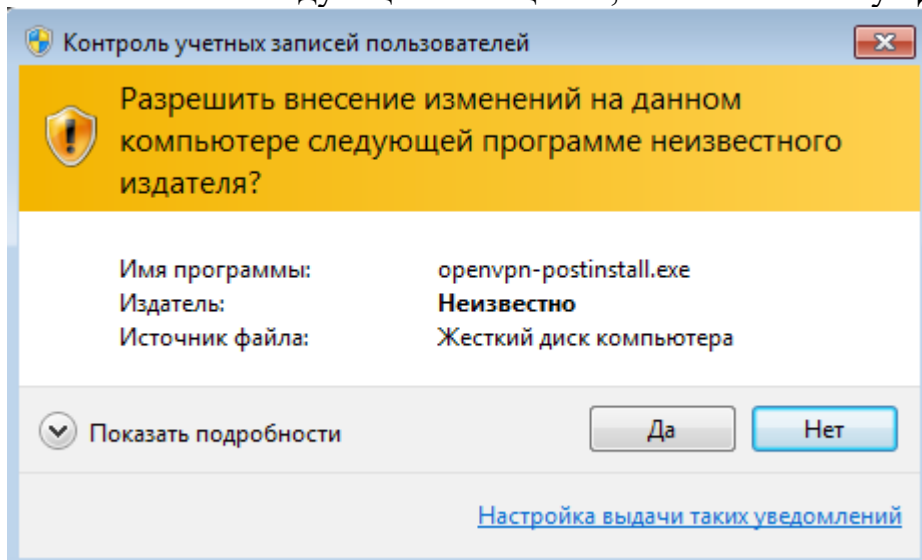 Контроль учетных записей пользователей
Разрешить внесение изменений на данном
компьютере следующей программе неизвестного
издателя?
Имя программы: openvpn-postinstall.exe
Издатель: Неизвестно
Источник файла: Жесткий диск компьютера
Показать подробности Да Нет
Настройка выдачи таких уведомлений